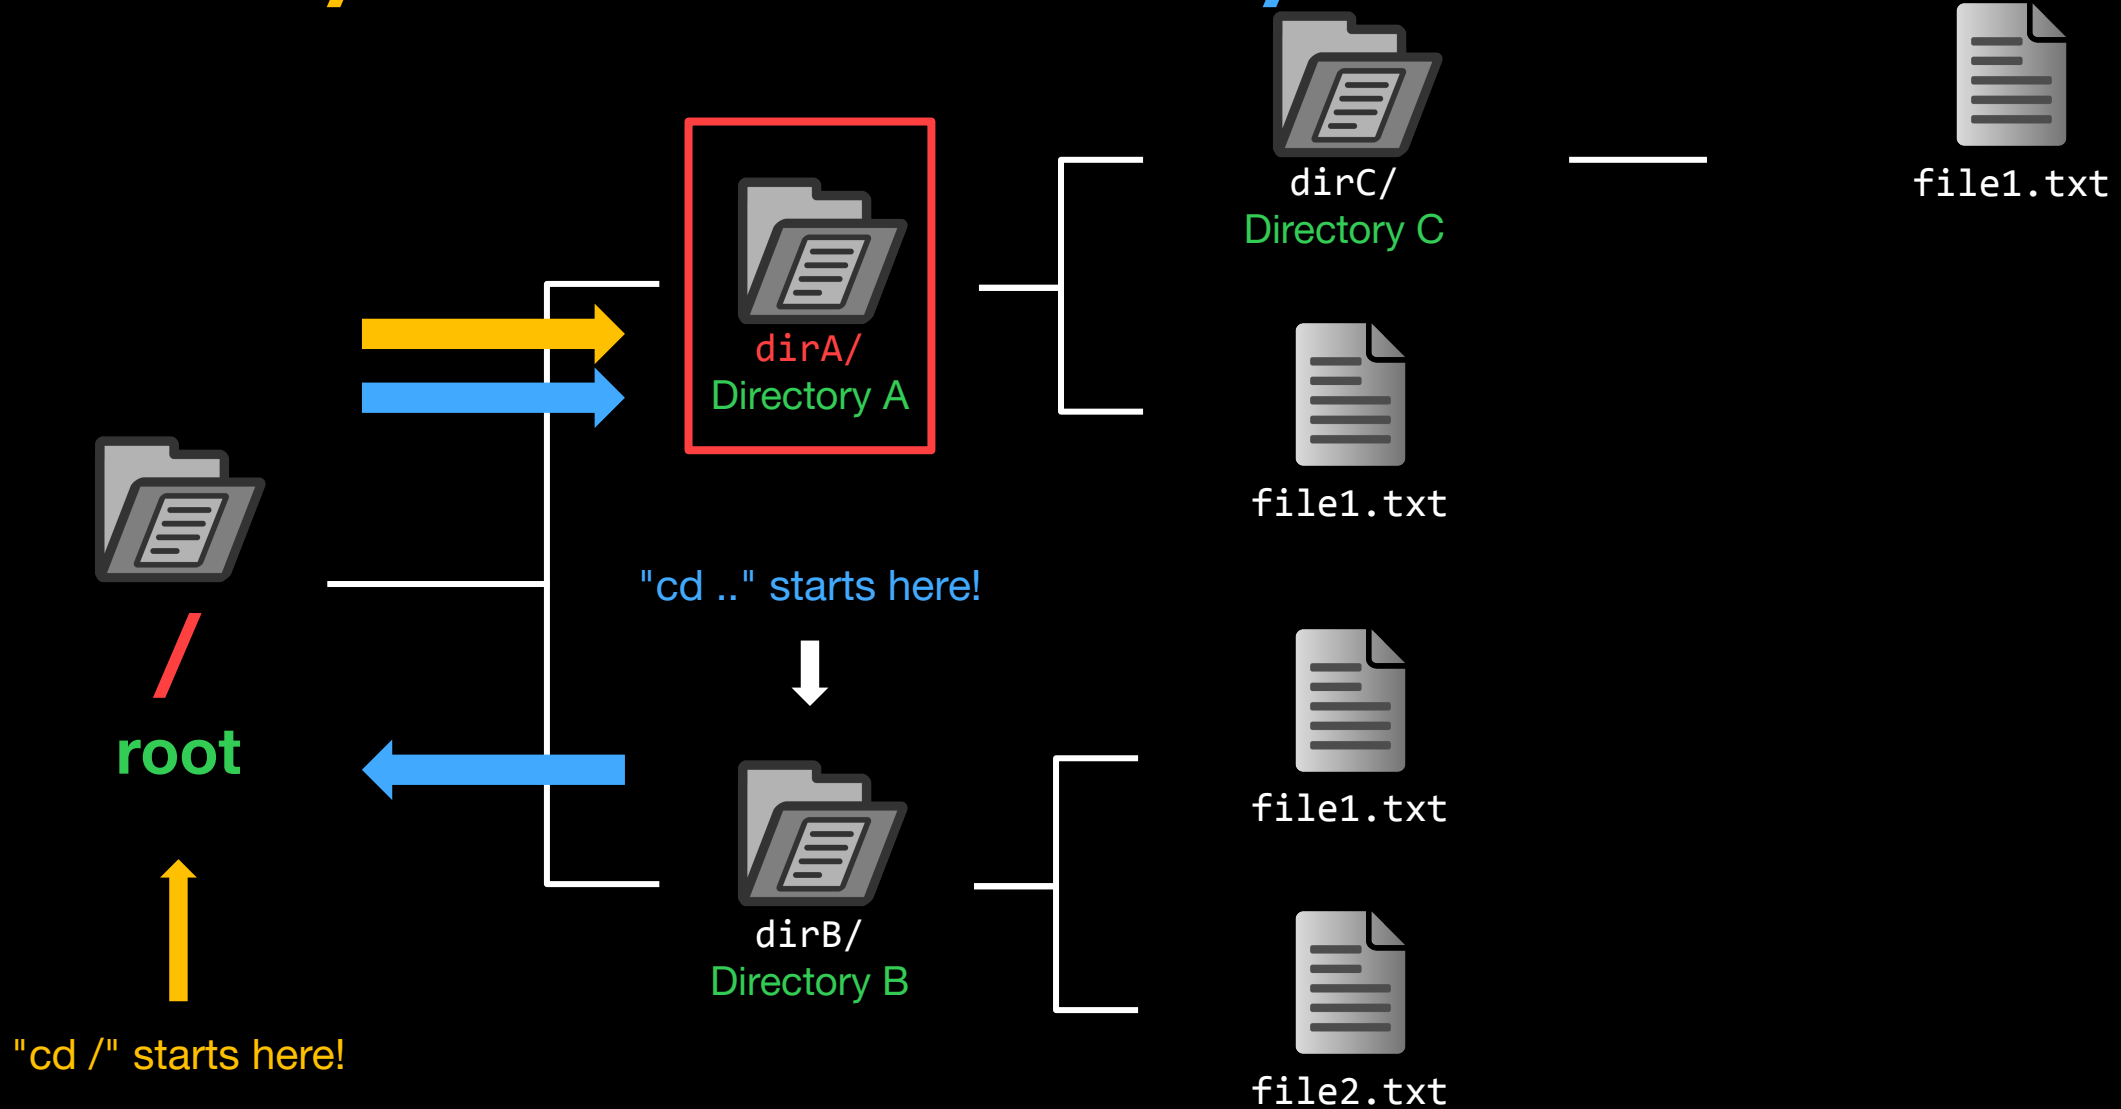 dirC/
Directory C
file1.txt
dirA/
Directory A
file1.txt
/
root
"cd .." starts here!
file1.txt
dirB/
Directory B
"cd /" starts here!
file2.txt